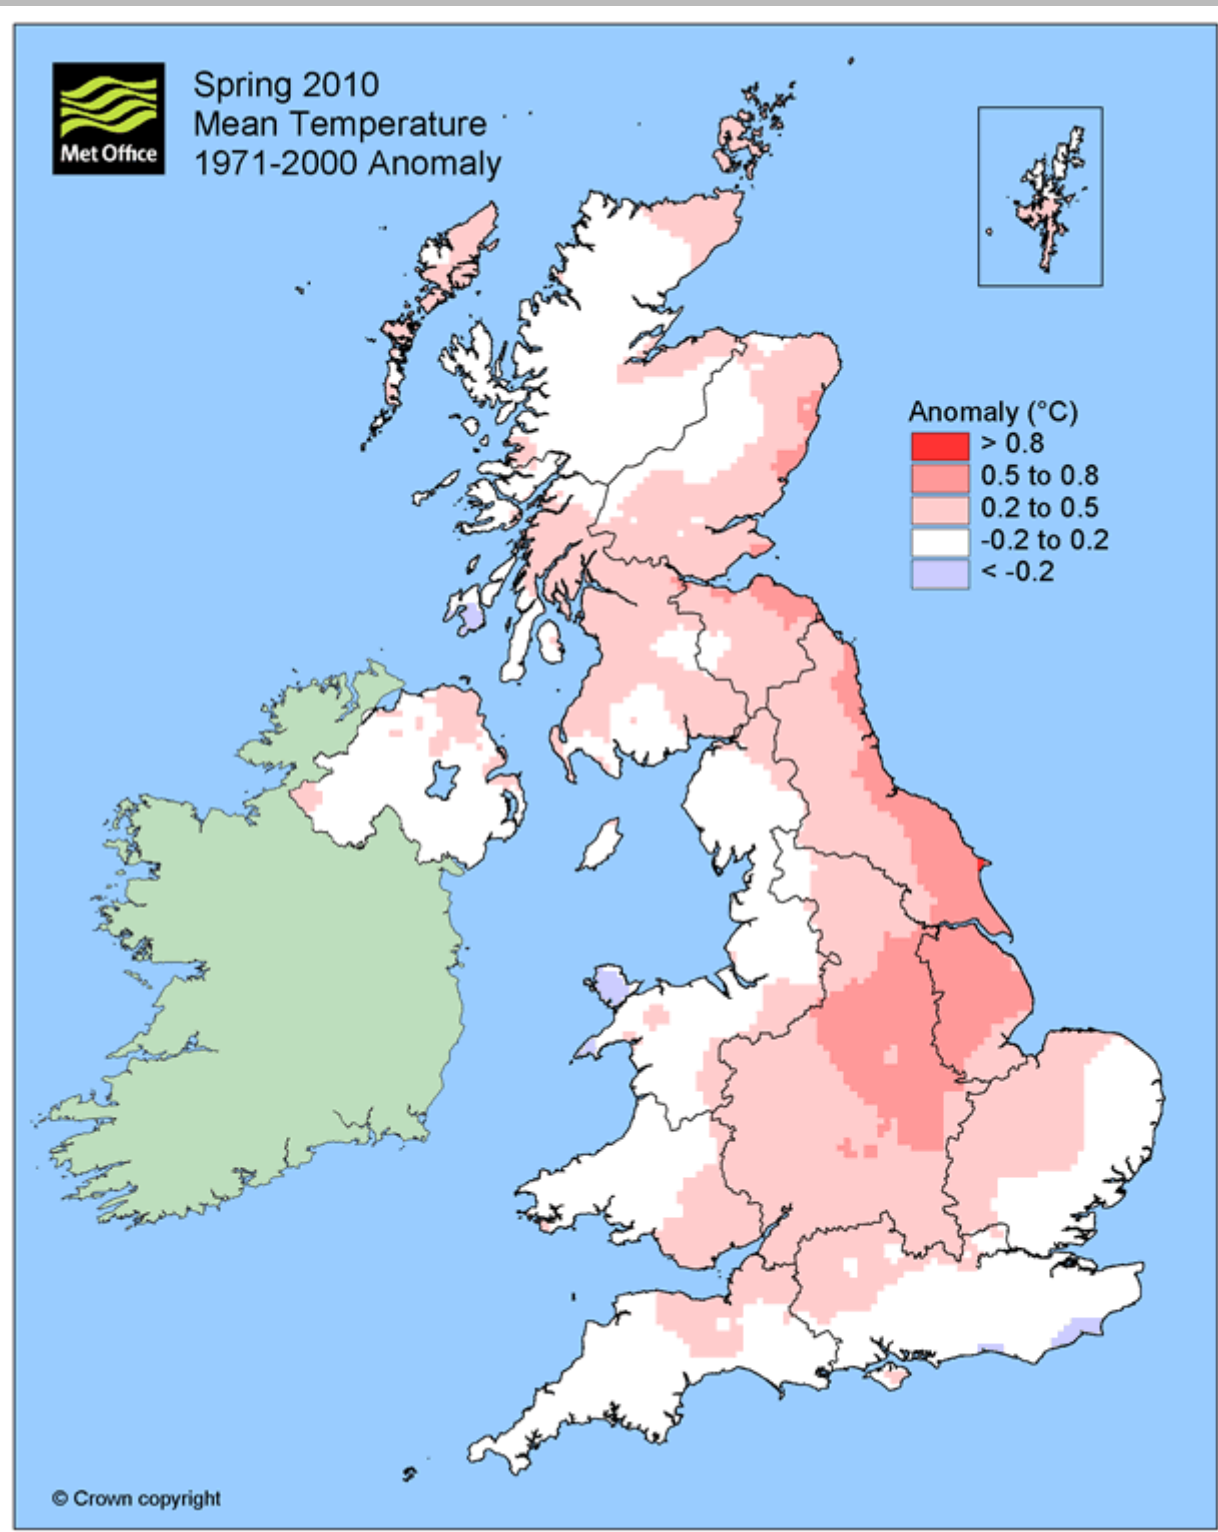 Met Office
Spring 2010
Mean Temperature
1971-2000 Anomaly
Anomaly (°C)
> 0.8
0.5 to 0.8
0.2 to 0.5
-0.2 to 0.2
< -0.2
© Crown copyright